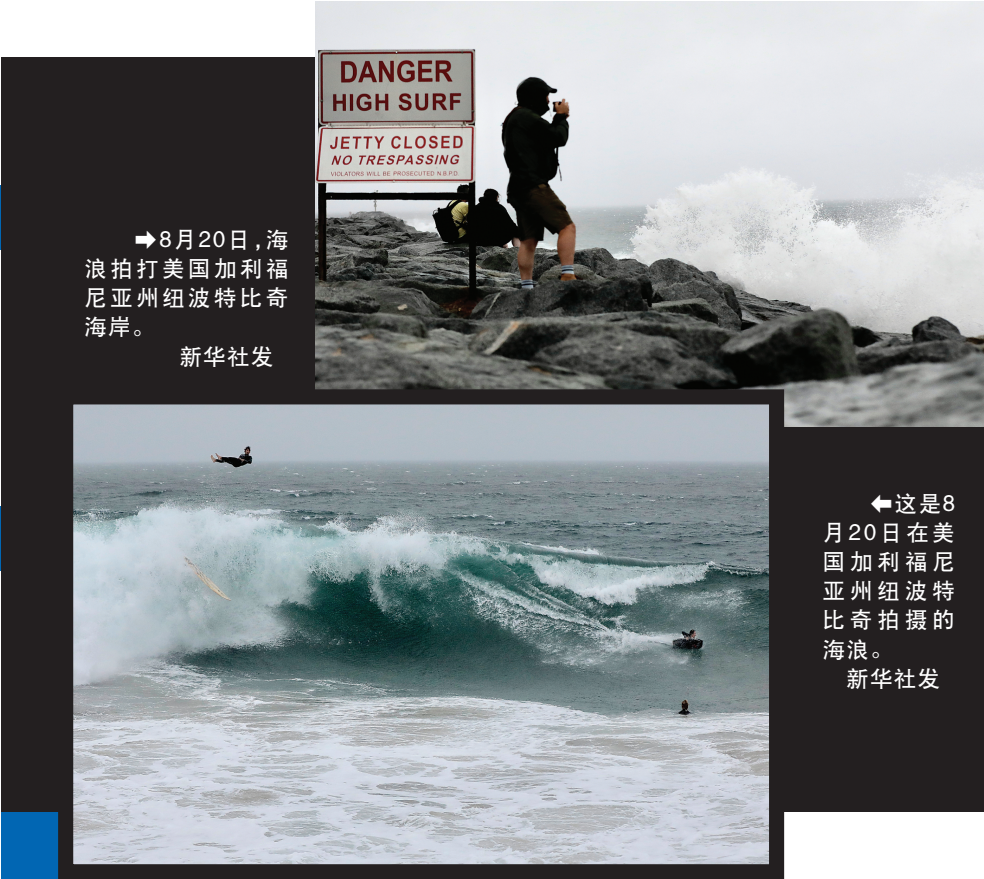 DANGER
HIGH SURF
JETTY CLOSED
NO TRESPASSING
VIOLATORS WILL BE PROSECUTED N.B.P.D.
➡8月20日,海
浪拍打美国加利福
尼亚州纽波特比奇
海岸。
新华社发
⬅这是8
月20日在美
国加利福尼
亚州纽波特
比奇拍摄的
海浪。
新华社发